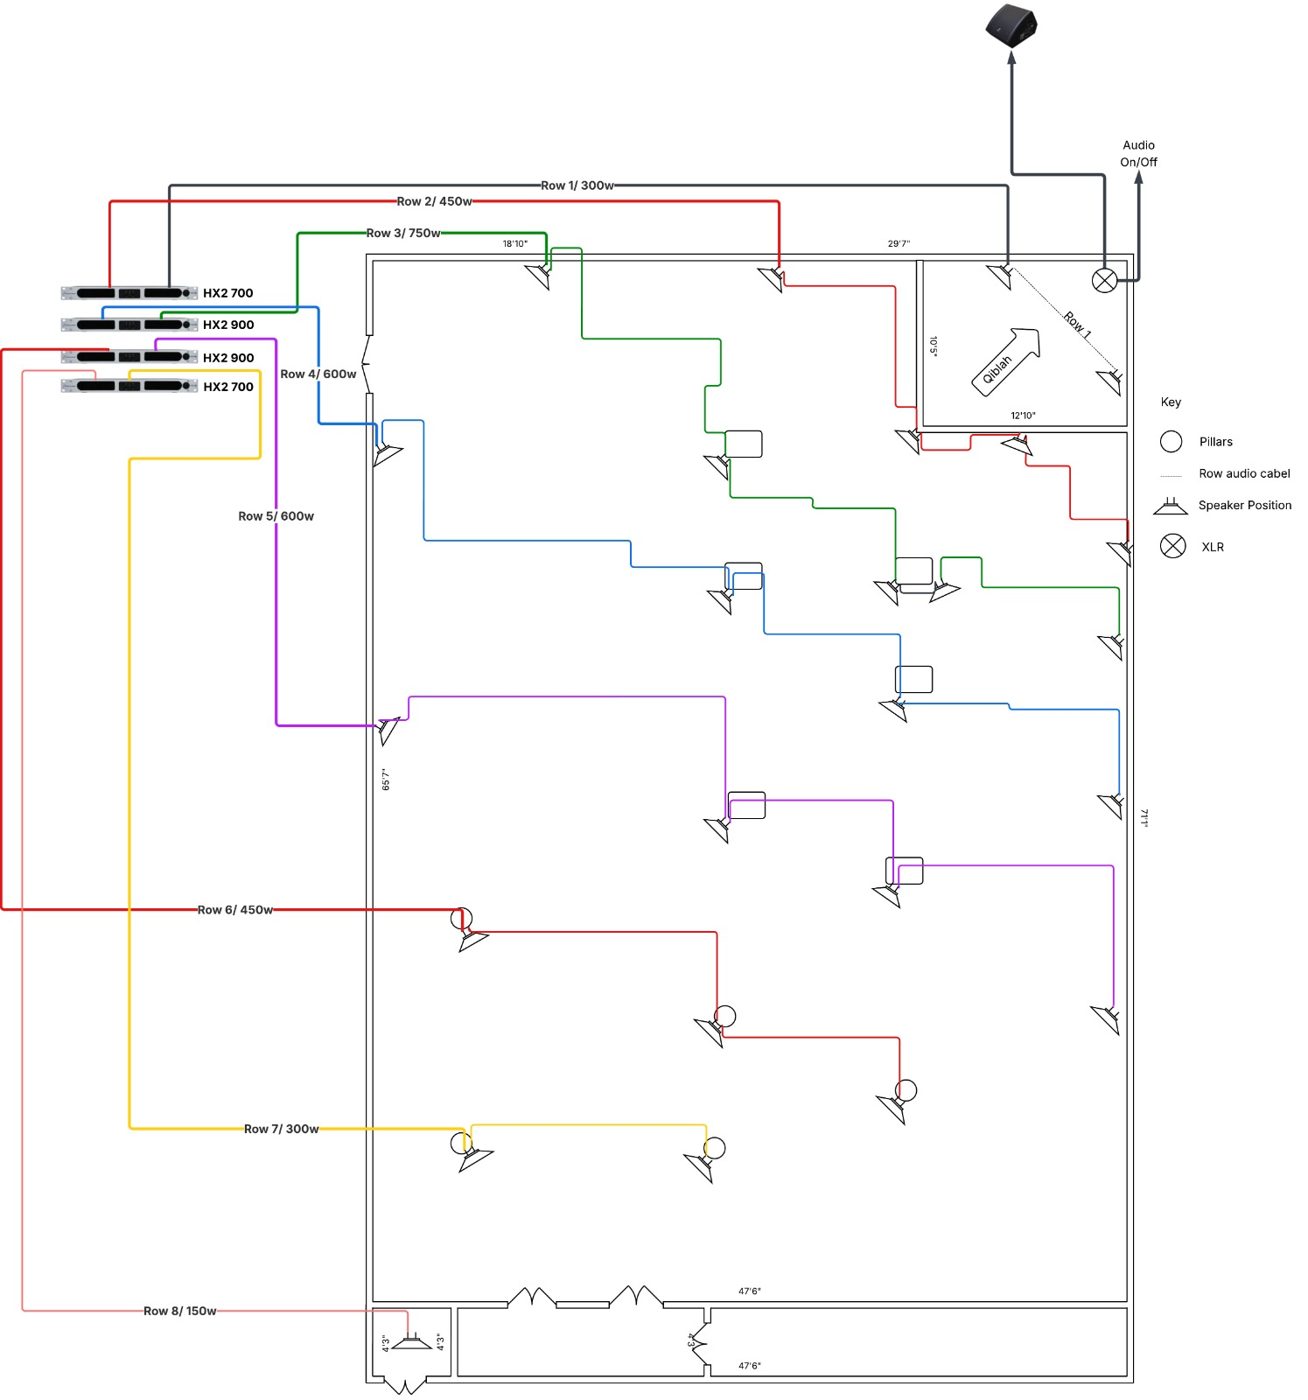 Audio
On/Off
Row 1/ 300w
Row 2/ 450w
Row 3/ 750w
18'10"
29'7"
HX2 700
HX2 900
HX2 900
HX2 700
Row 4/ 600w
Row 1
Qiblah
10'5"
12'10"
Key
Pillars
Row audio cabel
Speaker Position
XLR
Row 5/ 600w
65'7"
71'1"
Row 6/ 450w
Row 7/ 300w
47'6"
Row 8/ 150w
4'3"
4'3"
4'3
47'6"